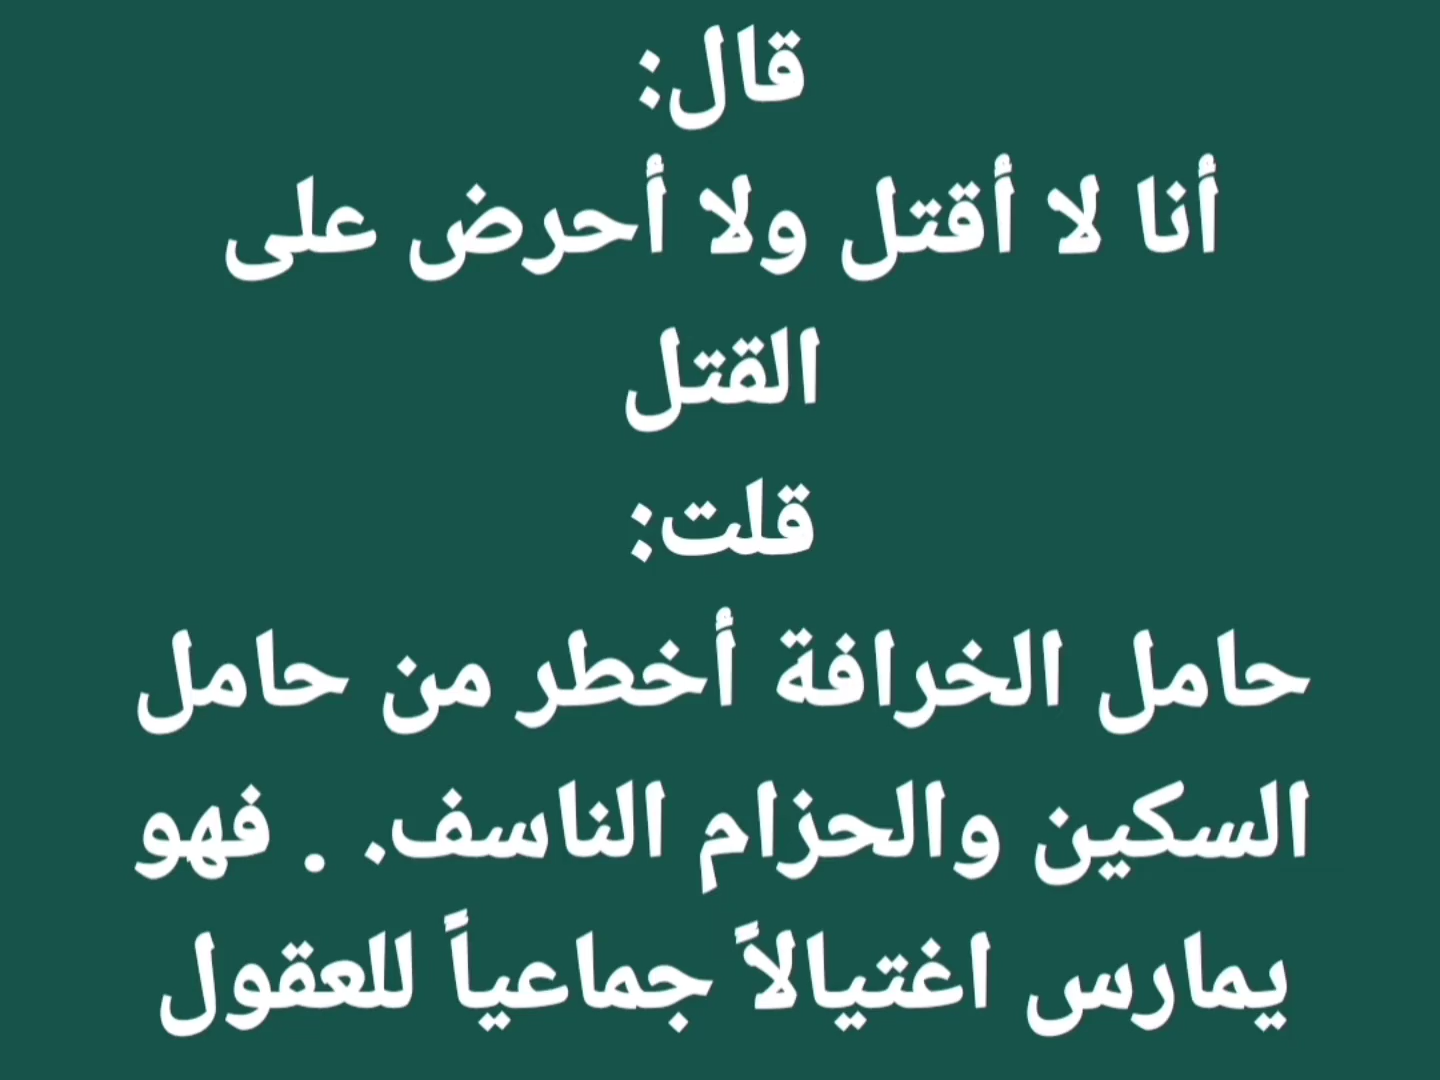 قال:
أنا لا أقتل ولا أحرض على
القتل
قلت:
حامل الخرافة أخطر من حامل
السكين والحزام الناسف. . فهو
يمارس اغتيالاً جماعياً للعقول